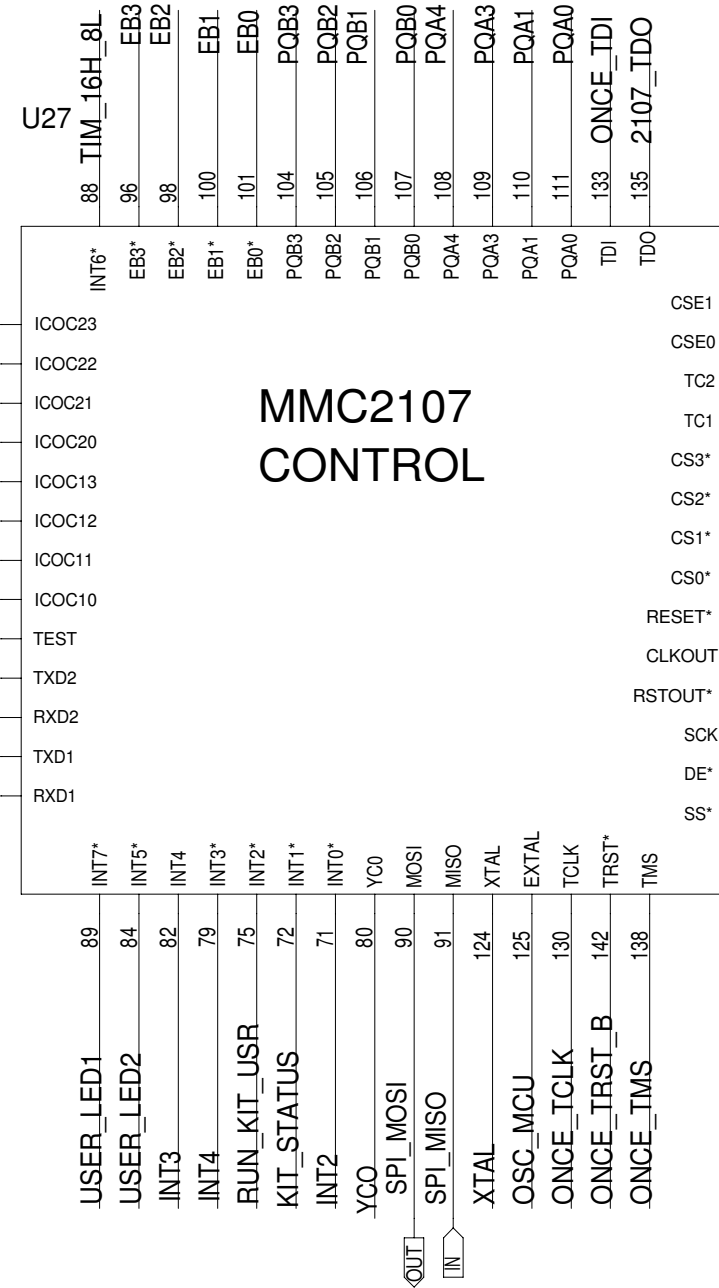 U27
TIM_16H_8L
EB3
EB2
EB1
EB0
PQB3
PQB2
PQB1
PQB0
PQA4
PQA3
PQA1
PQA0
ONCE_TDI
2107_TDO
88
96
98
100
101
104
105
106
107
108
109
110
111
133
135
INT6*
EB3*
EB2*
EB1*
EB0*
PQB3
PQB2
PQB1
PQB0
PQA4
PQA3
PQA1
PQA0
TDI
TDO
ICOC23
ICOC22
ICOC21
ICOC20
ICOC13
ICOC12
ICOC11
ICOC10
TEST
TXD2
RXD2
TXD1
RXD1
MMC2107
CONTROL
CSE1
CSE0
TC2
TC1
CS3*
CS2*
CS1*
CS0*
RESET*
CLKOUT
RSTOUT*
SCK
DE*
SS*
INT7*
INT5*
INT4
INT3*
INT2*
INT1*
INT0*
YC0
MOSI
MISO
XTAL
EXTAL
TCLK
TRST*
TMS
89
84
82
79
75
72
71
80
90
91
124
125
130
142
138
USER_LED1
USER_LED2
INT3
INT4
RUN_KIT_USR
KIT_STATUS
INT2
YCO
SPI_MOSI
SPI_MISO
XTAL
OSC_MCU
ONCE_TCLK
ONCE_TRST_B
ONCE_TMS
OUT
IN